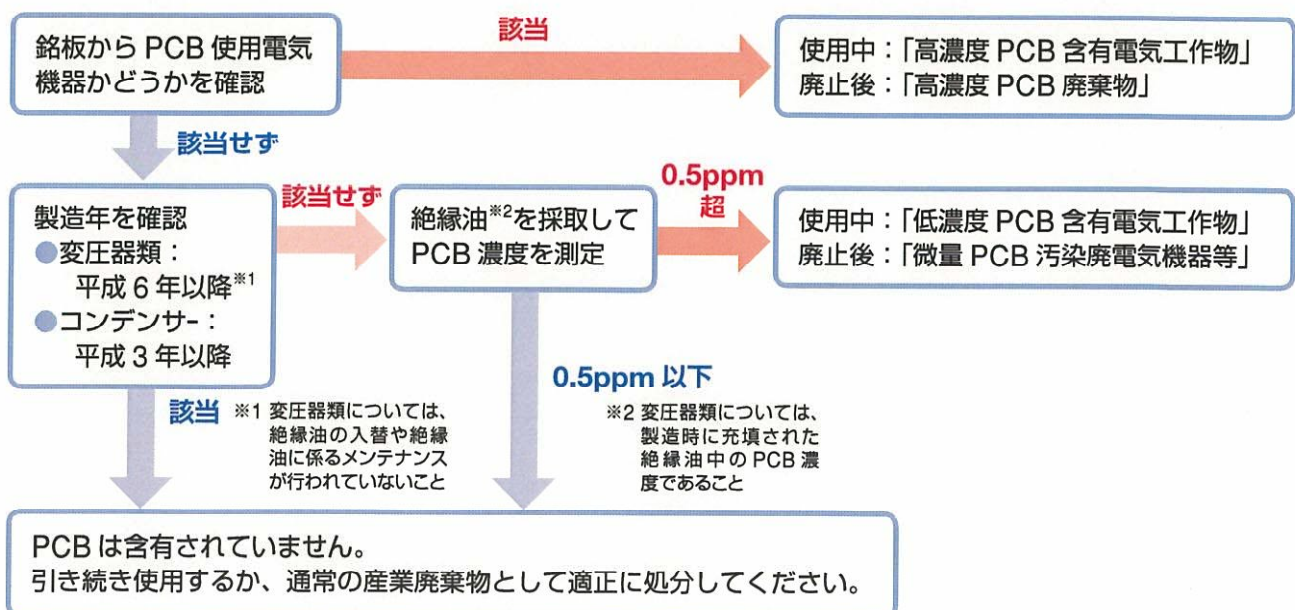 銘板から PCB 使用電気
機器かどうかを確認
該当
使用中：「高濃度 PCB 含有電気工作物」
廃止後：「高濃度 PCB 廃棄物」
該当せず
製造年を確認
●変圧器類：
平成 6 年以降※1
●コンデンサー：
平成 3 年以降
該当せず
絶縁油※2を採取して
PCB 濃度を測定
0.5ppm
超
使用中：「低濃度 PCB 含有電気工作物」
廃止後：「微量 PCB 汚染廃電気機器等」
該当
※1 変圧器類については、
絶縁油の入替や絶縁
油に係るメンテナンス
が行われていないこと
0.5ppm 以下
※2 変圧器類については、
製造時に充填された
絶縁油中の PCB 濃
度であること
PCB は含有されていません。
引き続き使用するか、通常の産業廃棄物として適正に処分してください。